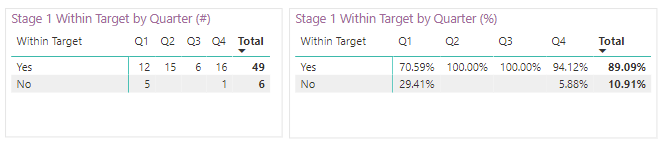 Stage 1 Within Target by Quarter (#)
Within Target Q1 Q2 Q3 Q4 Total
Yes 12 15 6 16 49
No 5 1 6
Stage 1 Within Target by Quarter (%)
Within Target Q1 Q2 Q3 Q4 Total
Yes 70.59% 100.00% 100.00% 94.12% 89.09%
No 29.41% 5.88% 10.91%